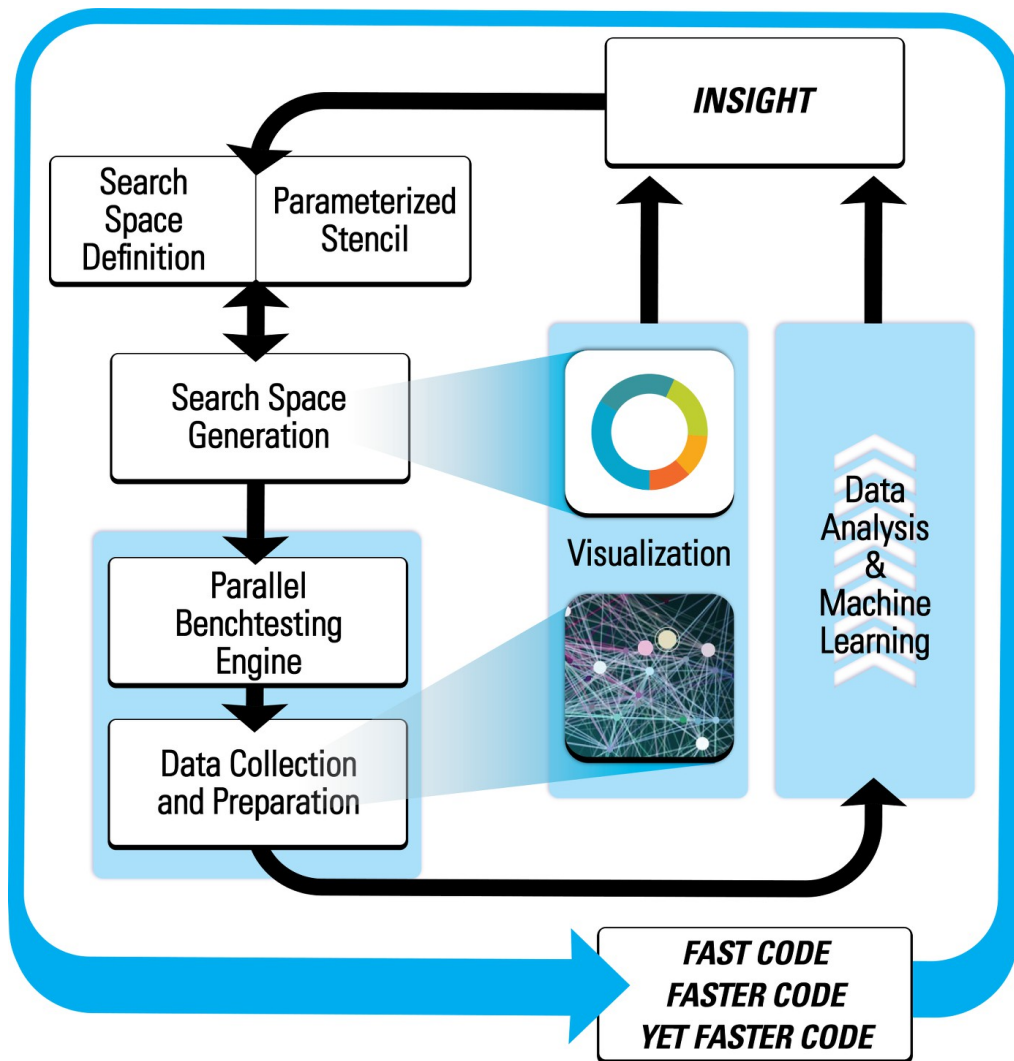 INSIGHT
Search
Space
Definition
Parameterized
Stencil
Search Space
Generation
Parallel
Benchtesting
Engine
Data Collection
and Preparation
Visualization
Data
Analysis
&
Machine
Learning
FAST CODE
FASTER CODE
YET FASTER CODE